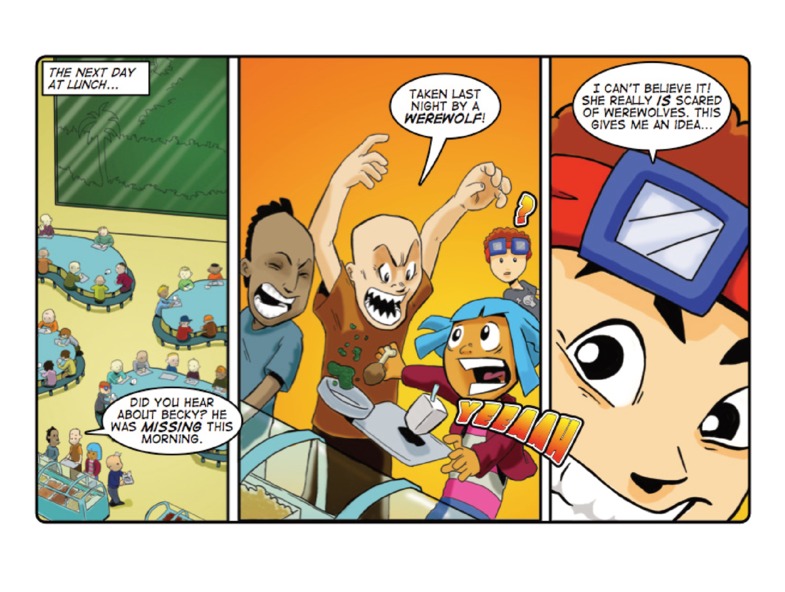 THE NEXT DAY
AT LUNCH...
DID YOU HEAR
ABOUT BECKY? HE
WAS MISSING THIS
MORNING.
TAKEN LAST
NIGHT BY A
WEREWOLF!
?
YEEAAH
I CAN'T BELIEVE IT!
SHE REALLY IS SCARED
OF WEREWOLVES. THIS
GIVES ME AN IDEA...